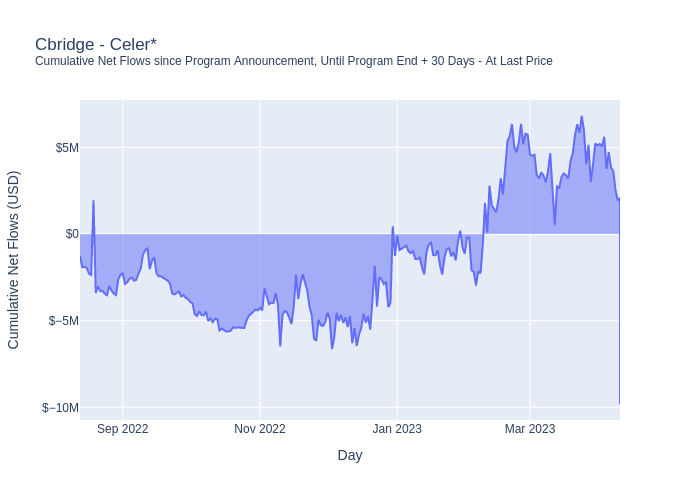 Cbridge - Celer*
Cumulative Net Flows since Program Announcement, Until Program End + 30 Days - At Last Price
Cumulative Net Flows (USD)
$5M
$0
$−5M
$−10M
Sep 2022
Nov 2022
Jan 2023
Mar 2023
Day